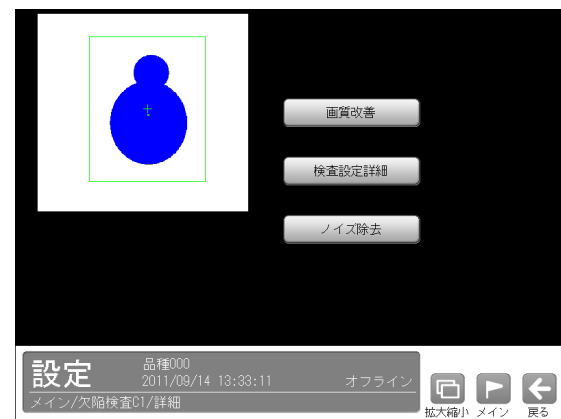 画質改善
検査設定詳細
ノイズ除去
設定
品種000
2011/09/14 13:33:11
オフライン
メイン/欠陥検査C1/詳細
拡大縮小
メイン
戻る